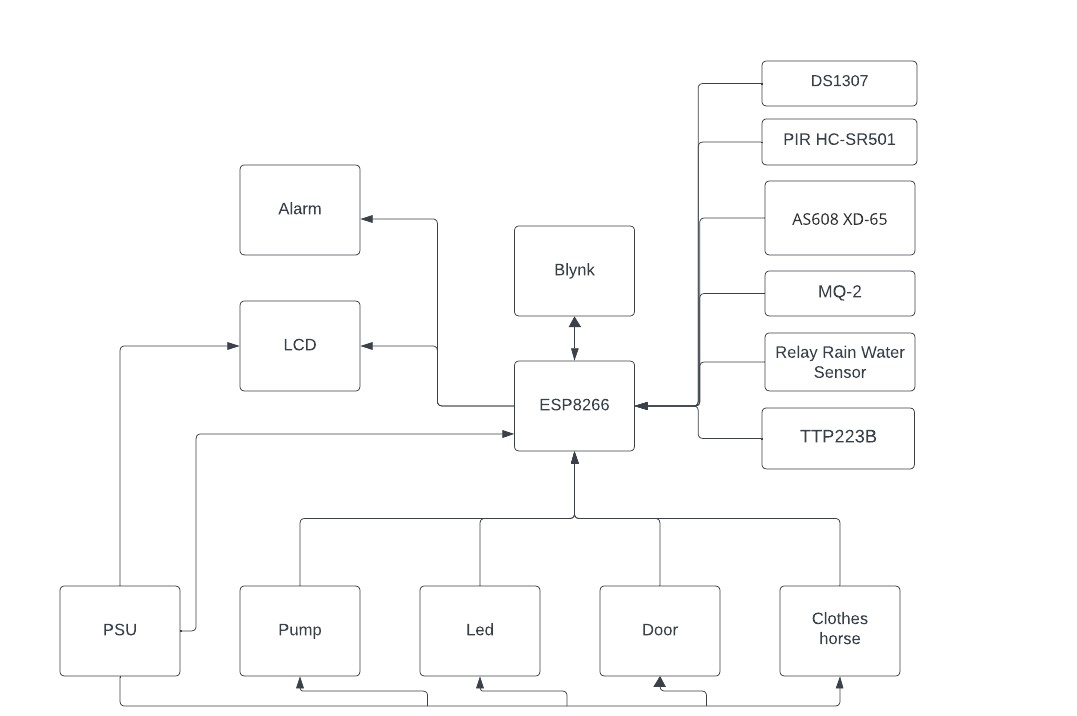 DS1307
PIR HC-SR501
AS608 XD-65
MQ-2
Relay Rain Water
Sensor
TTP223B
Alarm
LCD
Blynk
ESP8266
PSU
Pump
Led
Door
Clothes
horse